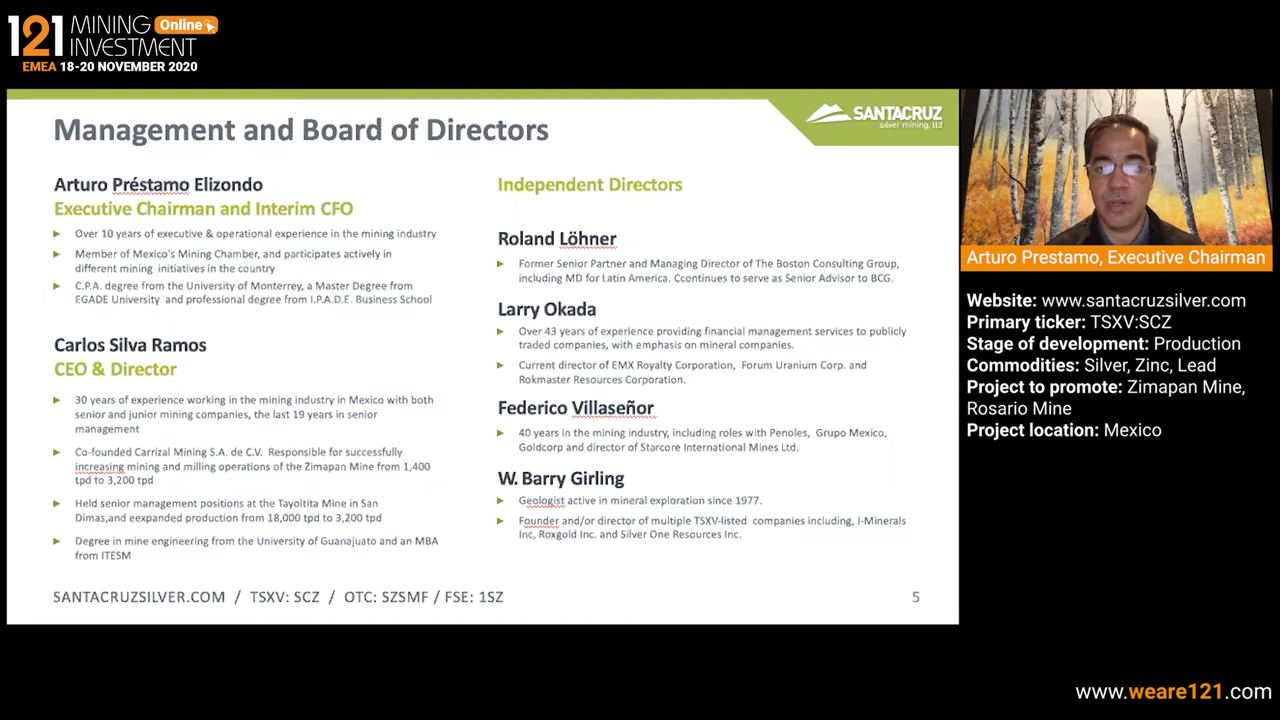 121 MINING INVESTMENT Online
EMEA 18-20 NOVEMBER 2020
Management and Board of Directors
SANTACRUZ
silver mining, ltd
Arturo Préstamo Elizondo
Executive Chairman and Interim CFO
Over 10 years of executive & operational experience in the mining industry
Member of Mexico's Mining Chamber, and participates actively in
different mining initiatives in the country
C.P.A. degree from the University of Monterrey, a Master Degree from
EGADE University and professional degree from I.P.A.D.E. Business School
Carlos Silva Ramos
CEO & Director
30 years of experience working in the mining industry in Mexico with both
senior and junior mining companies, the last 19 years in senior
management
Co-founded Carrizal Mining S.A. de C.V. Responsible for successfully
increasing mining and milling operations of the Zimapan Mine from 1,400
tpd to 3,200 tpd
Held senior management positions at the Tayoltita Mine in San
Dimas,and eexpanded production from 18,000 tpd to 3,200 tpd
Degree in mine engineering from the University of Guanajuato and an MBA
from ITESM
Independent Directors
Roland Löhner
Former Senior Partner and Managing Director of The Boston Consulting Group,
including MD for Latin America. Ccontinues to serve as Senior Advisor to BCG.
Larry Okada
Over 43 years of experience providing financial management services to publicly
traded companies, with emphasis on mineral companies.
Current director of EMX Royalty Corporation, Forum Uranium Corp. and
Rokmaster Resources Corporation.
Federico Villaseñor
40 years in the mining industry, including roles with Penoles, Grupo Mexico,
Goldcorp and director of Starcore International Mines Ltd.
W. Barry Girling
Geologist active in mineral exploration since 1977.
Founder and/or director of multiple TSXV-listed companies including, I-Minerals
Inc, Roxgold Inc. and Silver One Resources Inc.
SANTACRUZSILVER.COM / TSXV: SCZ / OTC: SZSMF / FSE: 1SZ
5
Arturo Prestamo, Executive Chairman
Website: www.santacruzsilver.com
Primary ticker: TSXV:SCZ
Stage of development: Production
Commodities: Silver, Zinc, Lead
Project to promote: Zimapan Mine,
Rosario Mine
Project location: Mexico
www.weare121.com